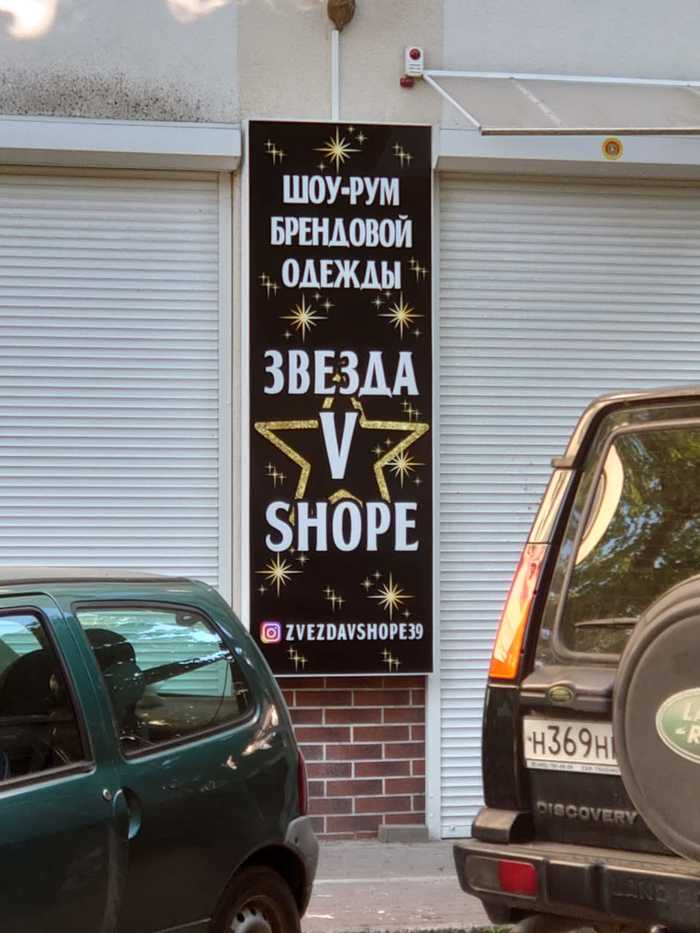 ШОУ-РУМ
БРЕНДОВОЙ
ОДЕЖДЫ
ЗВЕЗДА
V
SHOPE
ZVEZDAVSHOPE39
DISCOVERY